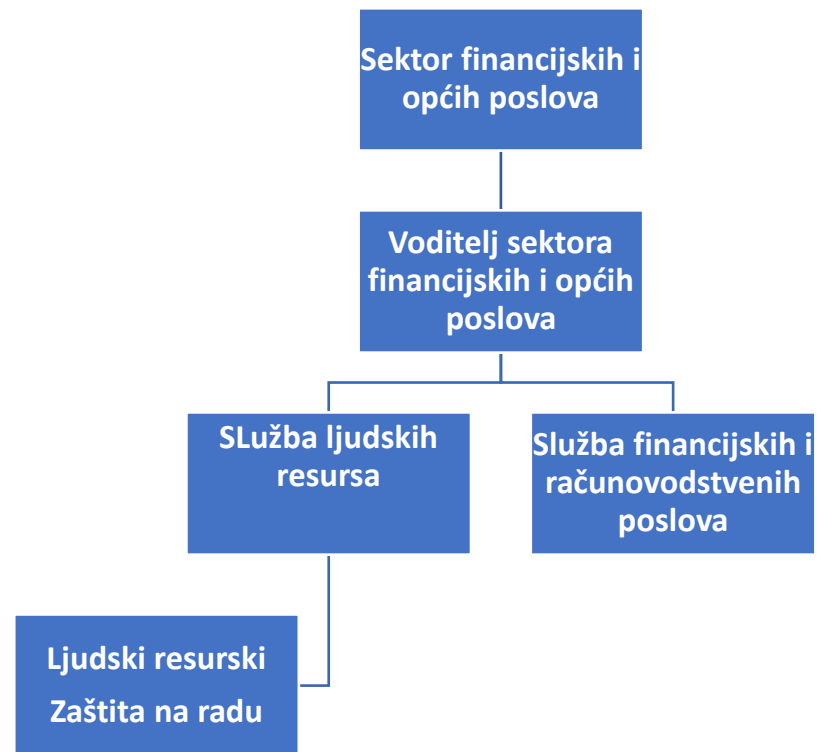 Sektor financijskih i
općih poslova
Voditelj sektora
financijskih i općih
poslova
SLužba ljudskih
resursa
Služba financijskih i
računovodstvenih
poslova
Ljudski resurski
Zaštita na radu